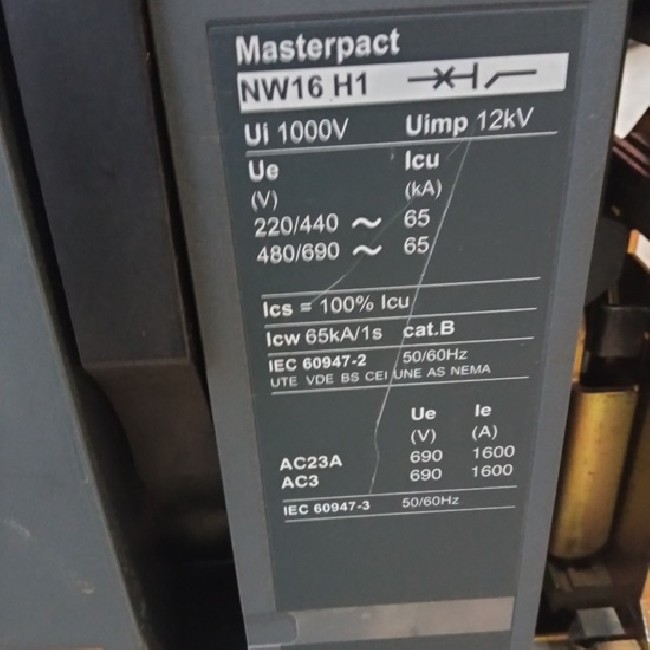 Masterpact
NW16 H1
Ui 1000V Uimp 12kV
Ue Icu
(V) (kA)
220/440 ~ 65
480/690 ~ 65
Ics = 100% Icu
Icw 65kA/1s cat.B
IEC 60947-2 50/60Hz
UTE VDE BS CEI UNE AS NEMA
Ue Ie
(V) (A)
AC23A 690 1600
AC3 690 1600
IEC 60947-3 50/60Hz